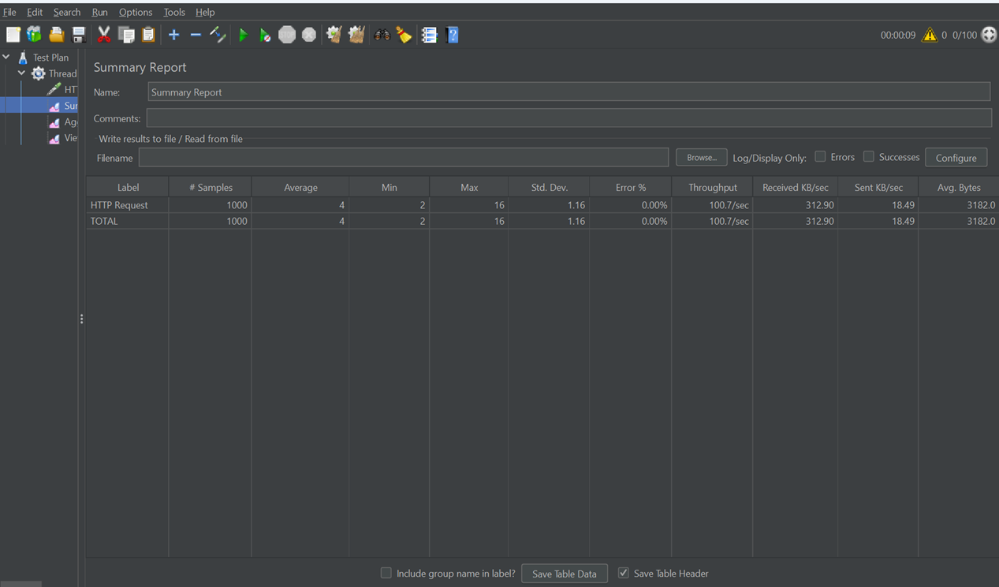 File Edit Search Run Options Tools Help
00:00:09 0 0/100
Test Plan
Thread
HT
Sur
Ag
Vie
Summary Report
Name: Summary Report
Comments:
Write results to file / Read from file
Filename Browse... Log/Display Only: Errors Successes Configure
Label # Samples Average Min Max Std. Dev. Error % Throughput Received KB/sec Sent KB/sec Avg. Bytes
HTTP Request 1000 4 2 16 1.16 0.00% 100.7/sec 312.90 18.49 3182.0
TOTAL 1000 4 2 16 1.16 0.00% 100.7/sec 312.90 18.49 3182.0
Include group name in label? Save Table Data Save Table Header